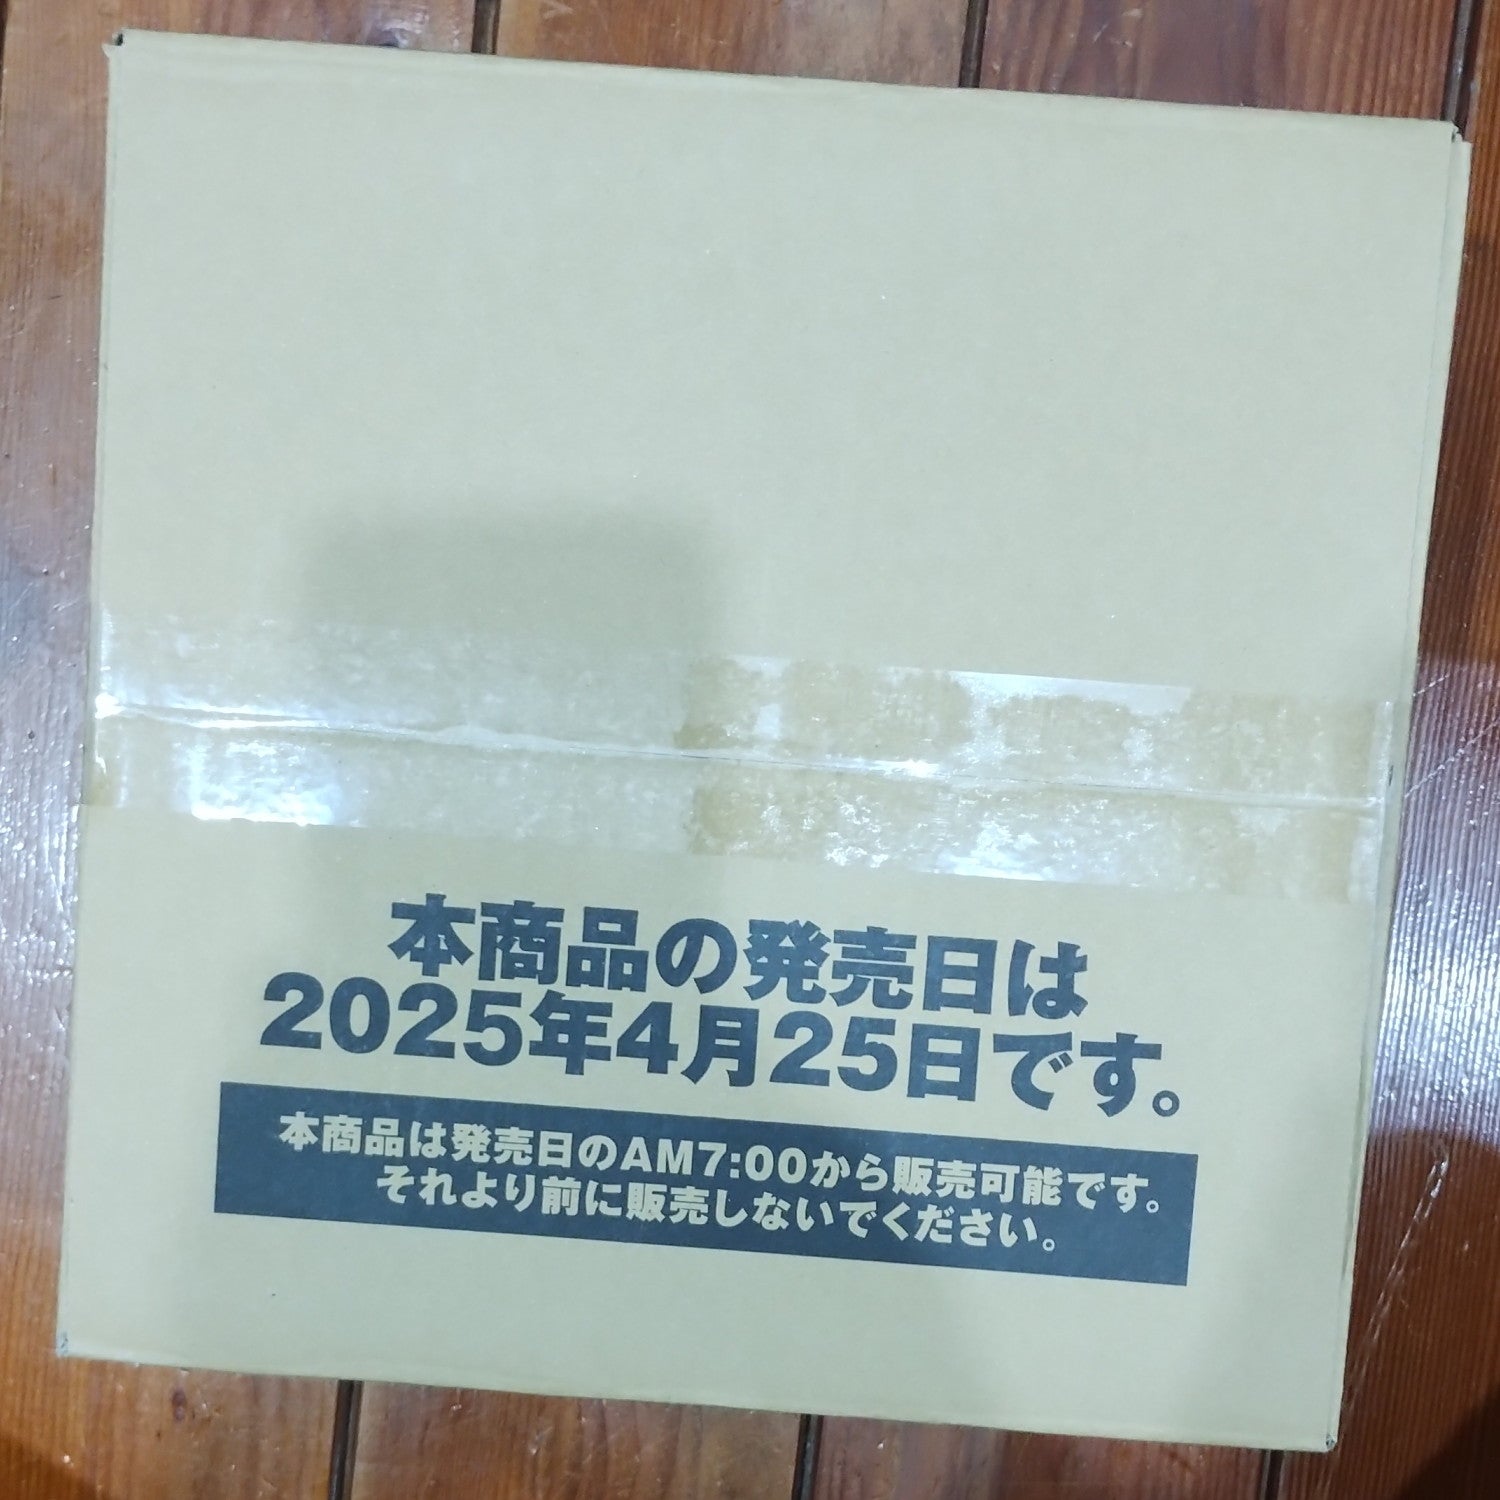 本商品の発売日は
2025年4月25日です。
本商品は発売日のAM7:00から販売可能です。
それより前に販売しないでください。